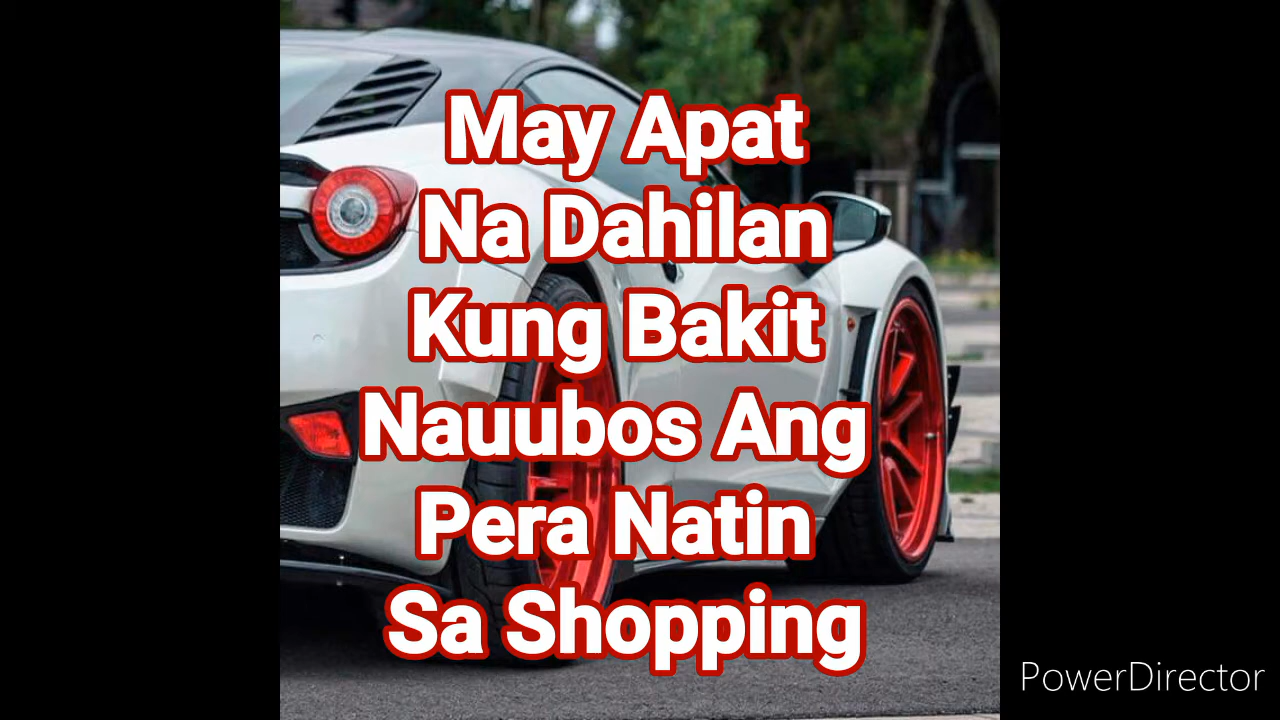 May Apat
Na Dahilan
Kung Bakit
Nauubos Ang
Pera Natin
Sa Shopping
PowerDirector